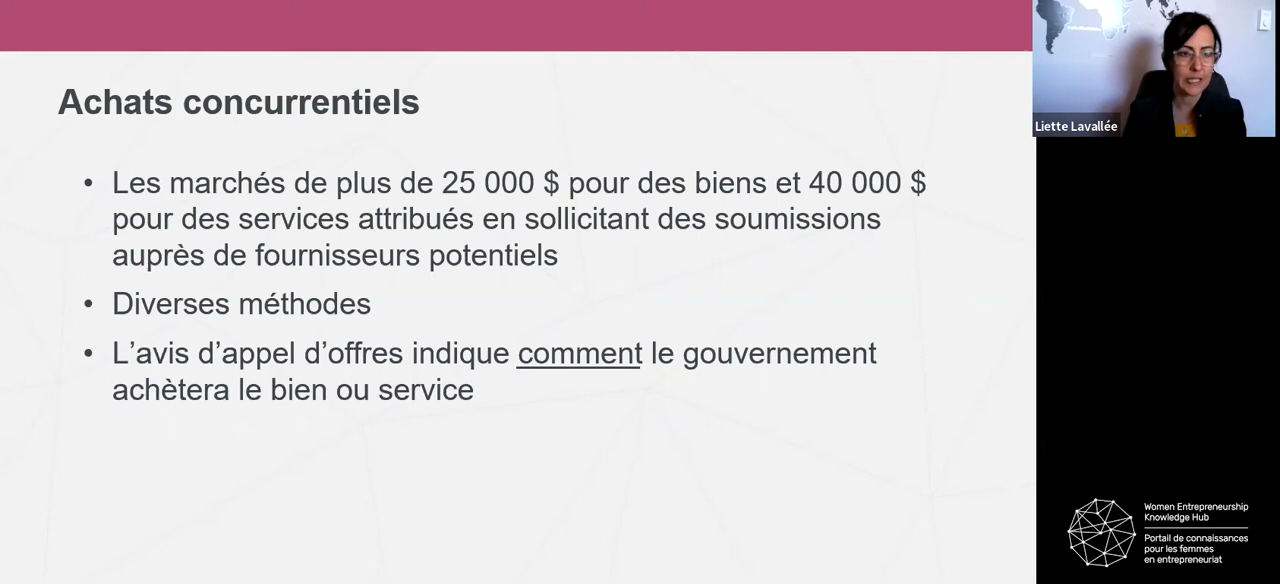 Achats concurrentiels
• Les marchés de plus de 25 000 $ pour des biens et 40 000 $
pour des services attribués en sollicitant des soumissions
auprès de fournisseurs potentiels
• Diverses méthodes
• L’avis d’appel d’offres indique comment le gouvernement
achètera le bien ou service
Liette Lavallée
Women Entrepreneurship
Knowledge Hub
Portail de connaissances
pour les femmes
en entrepreneuriat